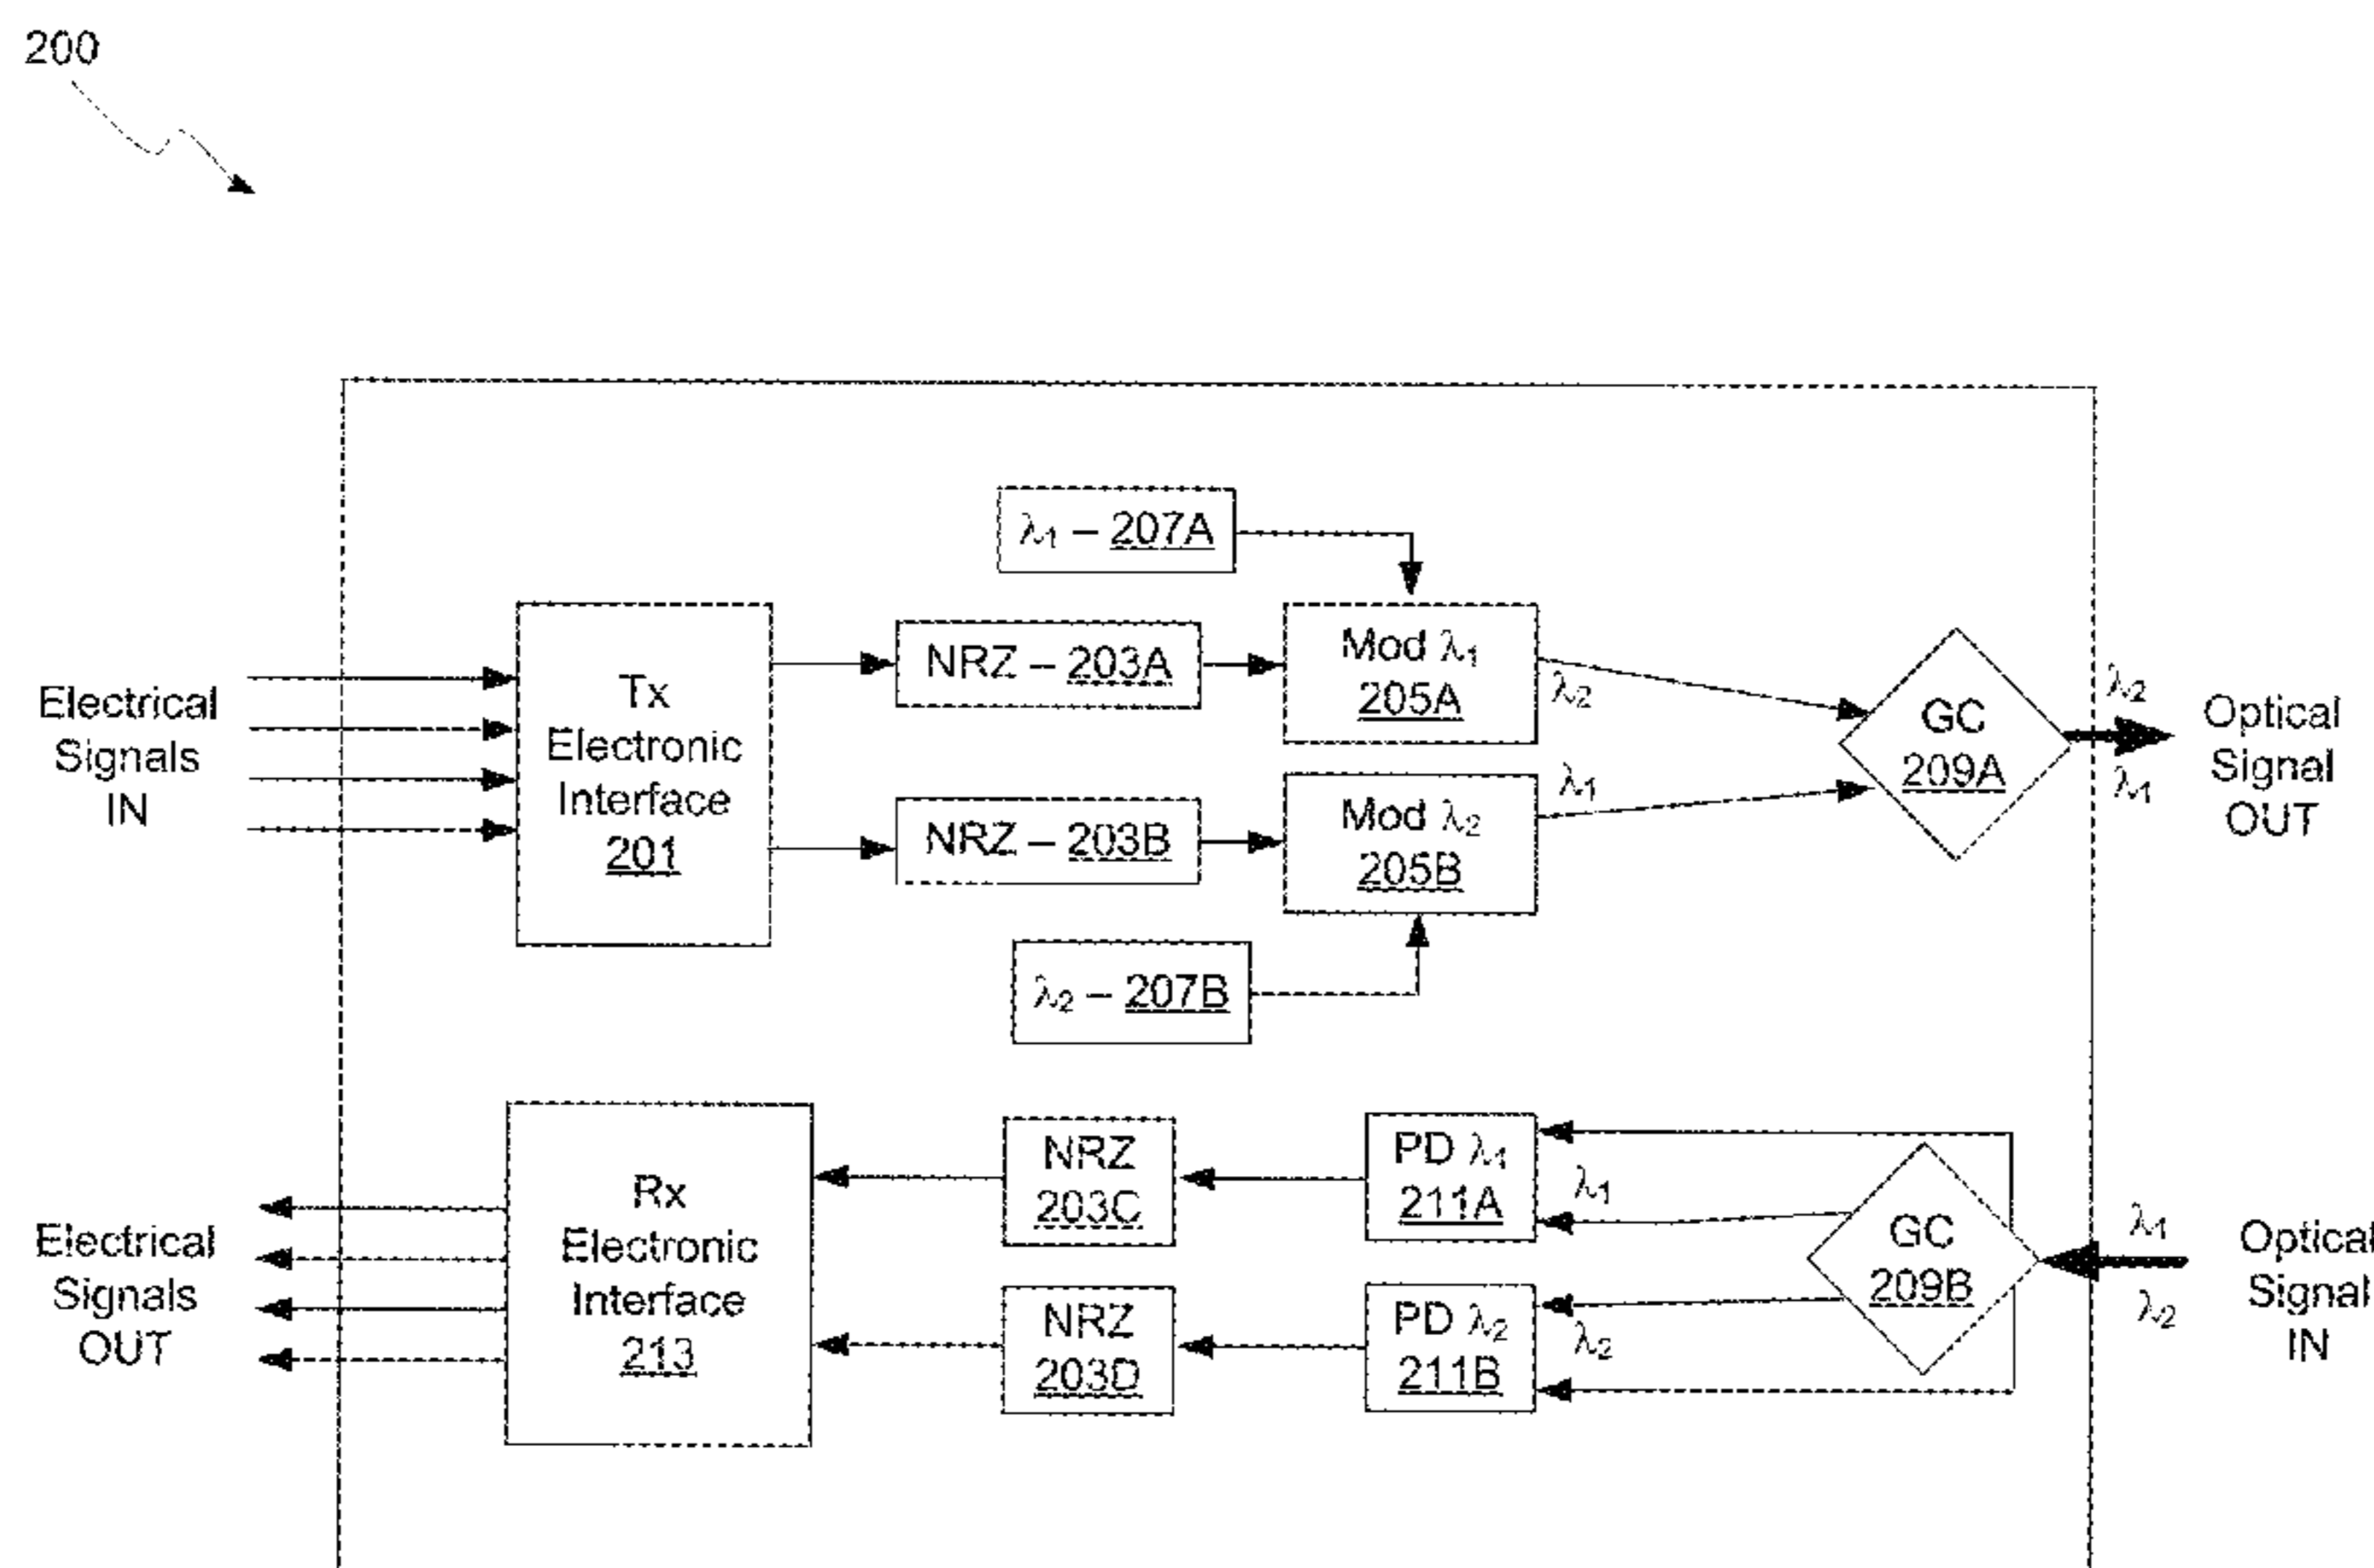 200
λ1 – 207A
Electrical
Signals
IN
Tx
Electronic
Interface
201
NRZ – 203A
NRZ – 203B
Mod λ1
205A
λ2
λ1
Mod λ2
205B
λ2 – 207B
GC
209A
λ2
λ1
Optical
Signal
OUT
Electrical
Signals
OUT
Rx
Electronic
Interface
213
NRZ
203C
NRZ
203D
PD λ1
211A
λ1
PD λ2
211B
λ2
GC
209B
λ1
λ2
Optical
Signal
IN